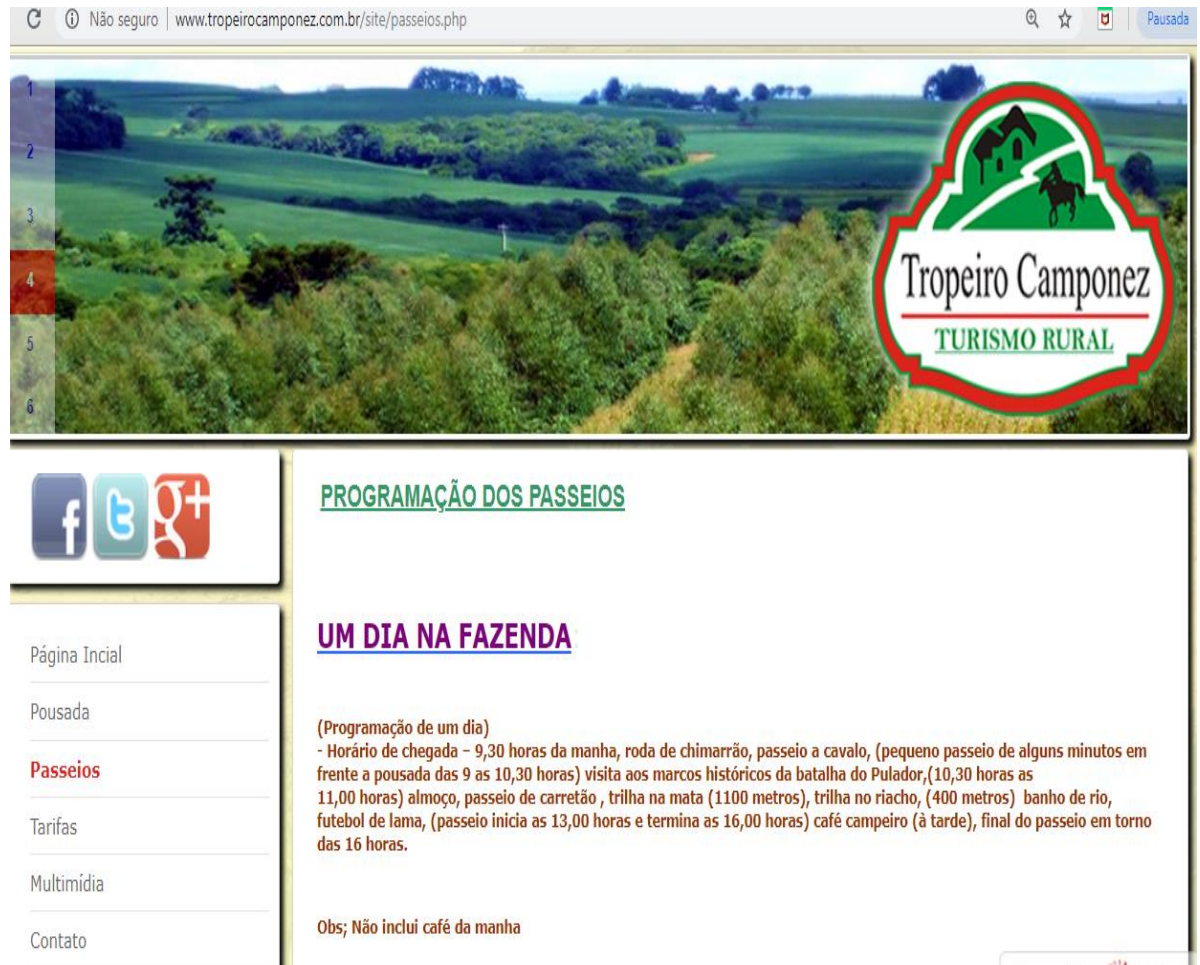 Não seguro
www.tropeirocamponez.com.br/site/passeios.php
Pausada
1
2
3
4
5
6
Tropeiro Camponez
TURISMO RURAL
f
t
g+
Página Incial
Pousada
Passeios
Tarifas
Multimídia
Contato
PROGRAMAÇÃO DOS PASSEIOS
UM DIA NA FAZENDA:
(Programação de um dia)
- Horário de chegada – 9,30 horas da manha, roda de chimarrão, passeio a cavalo, (pequeno passeio de alguns minutos em
frente a pousada das 9 as 10,30 horas) visita aos marcos históricos da batalha do Pulador,(10,30 horas as
11,00 horas) almoço, passeio de carretão , trilha na mata (1100 metros), trilha no riacho, (400 metros) banho de rio,
futebol de lama, (passeio inicia as 13,00 horas e termina as 16,00 horas) café campeiro (à tarde), final do passeio em torno
das 16 horas.
Obs; Não inclui café da manha